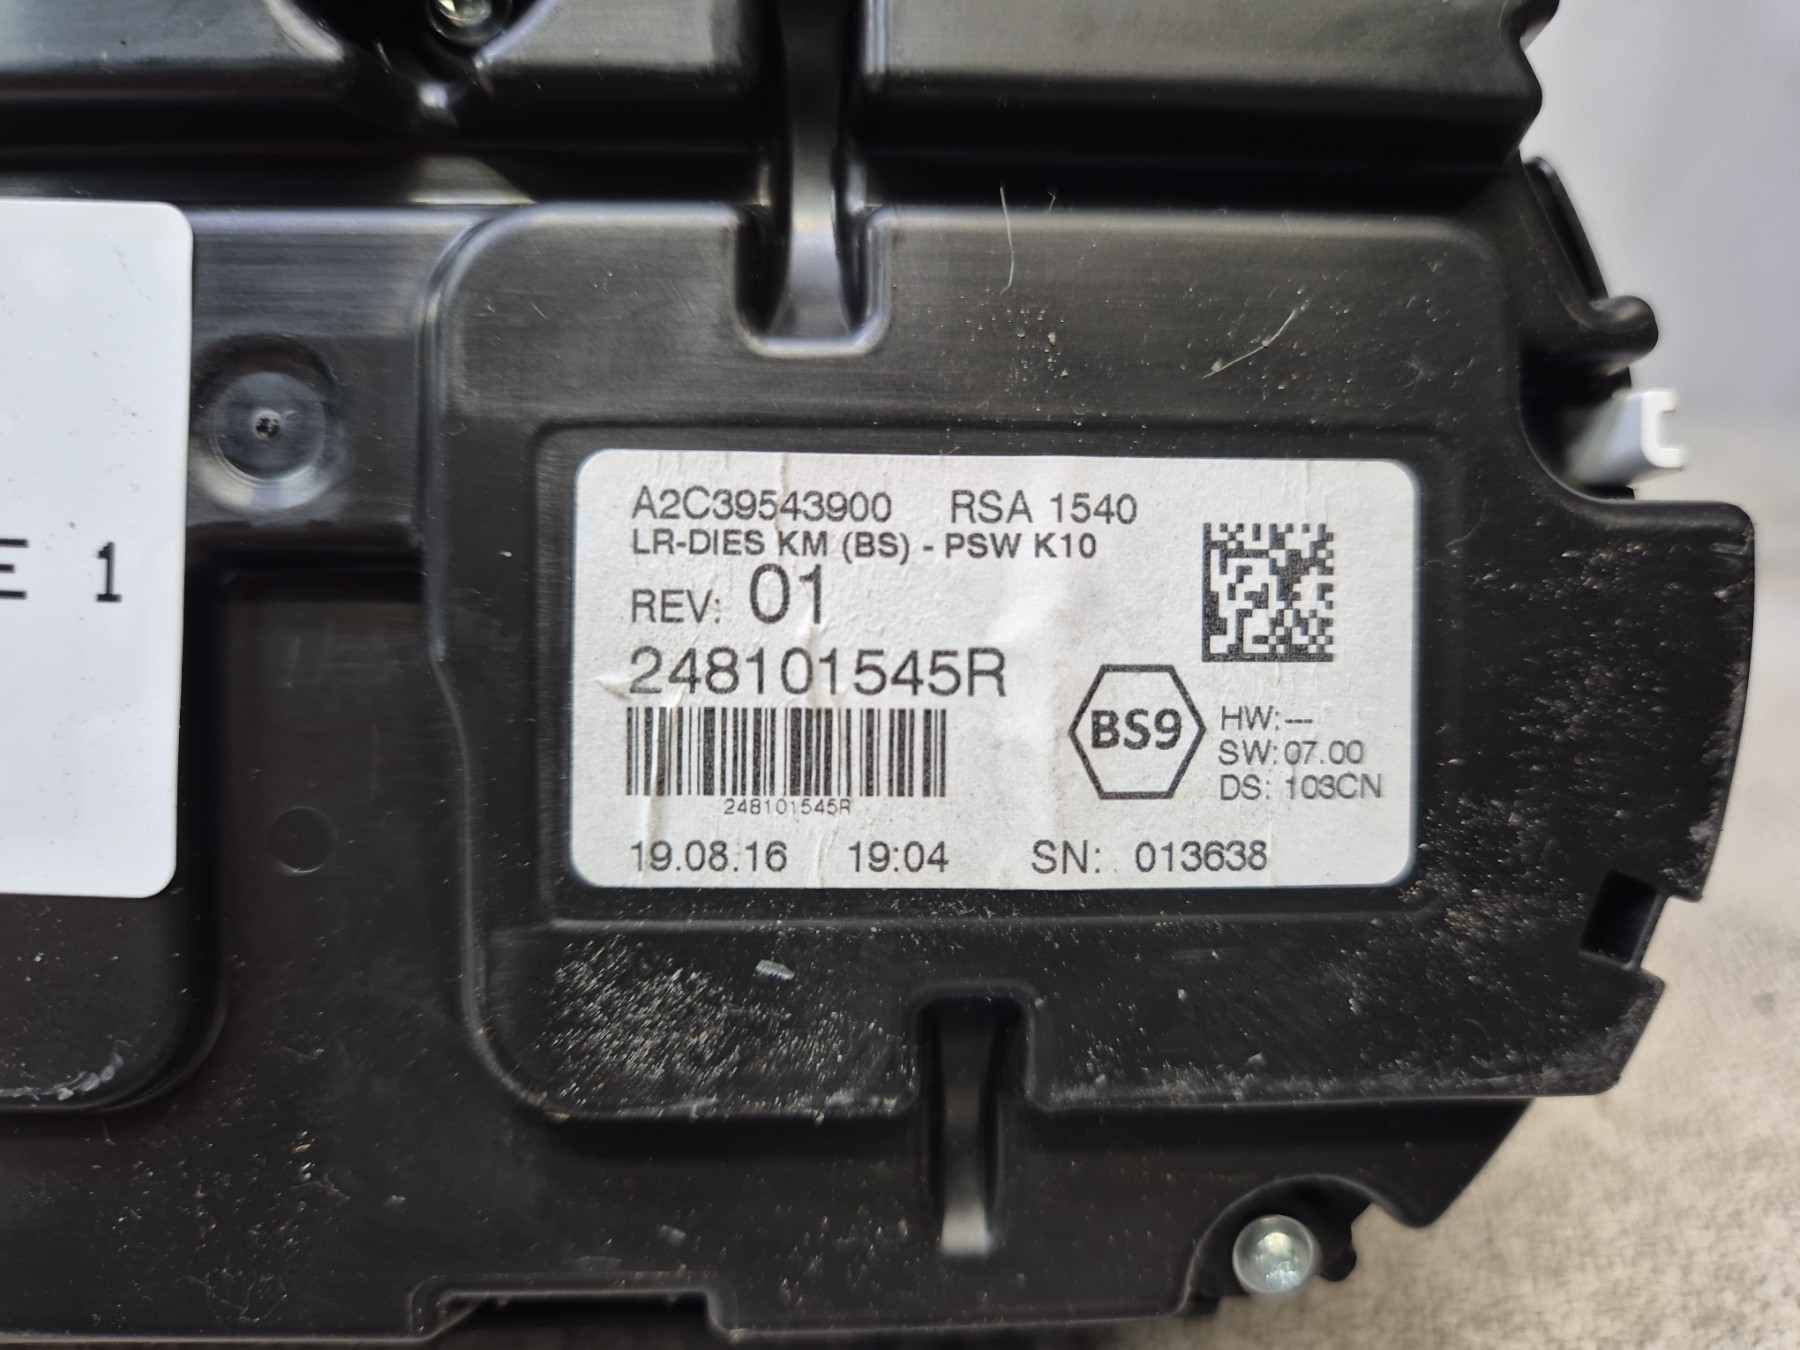 E 1
A2C39543900 RSA 1540
LR-DIES KM (BS) - PSW K10
REV: 01
248101545R
248101545R
BS9
HW:---
SW:07.00
DS: 103CN
19.08.16 19:04 SN: 013638